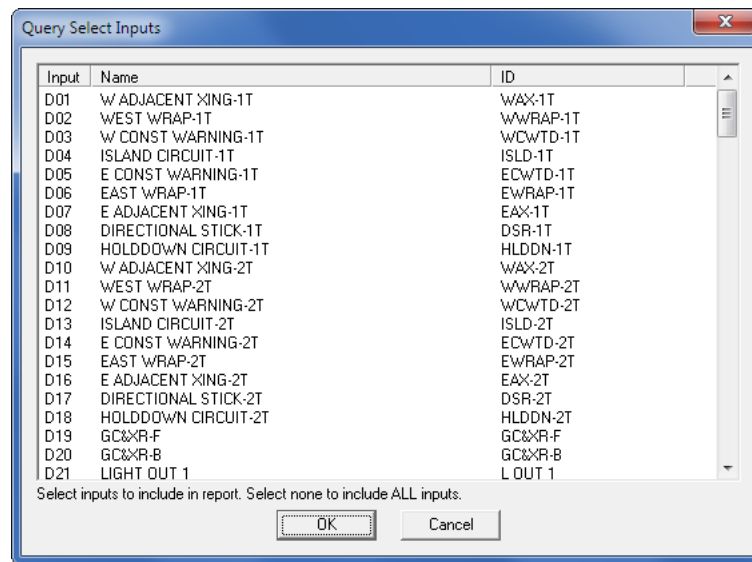 Query Select Inputs
Input Name ID
D01 W ADJACENT XING-1T WAX-1T
D02 WEST WRAP-1T WWRAP-1T
D03 W CONST WARNING-1T WCWTD-1T
D04 ISLAND CIRCUIT-1T ISLD-1T
D05 E CONST WARNING-1T ECWTD-1T
D06 EAST WRAP-1T EWRAP-1T
D07 E ADJACENT XING-1T EAX-1T
D08 DIRECTIONAL STICK-1T DSR-1T
D09 HOLDDOWN CIRCUIT-1T HLDDN-1T
D10 W ADJACENT XING-2T WAX-2T
D11 WEST WRAP-2T WWRAP-2T
D12 W CONST WARNING-2T WCWTD-2T
D13 ISLAND CIRCUIT-2T ISLD-2T
D14 E CONST WARNING-2T ECWTD-2T
D15 EAST WRAP-2T EWRAP-2T
D16 E ADJACENT XING-2T EAX-2T
D17 DIRECTIONAL STICK-2T DSR-2T
D18 HOLDDOWN CIRCUIT-2T HLDDN-2T
D19 GC&XR-F GC&XR-F
D20 GC&XR-B GC&XR-B
D21 LIGHT OUT 1 L OUT 1
Select inputs to include in report. Select none to include ALL inputs.
OK Cancel